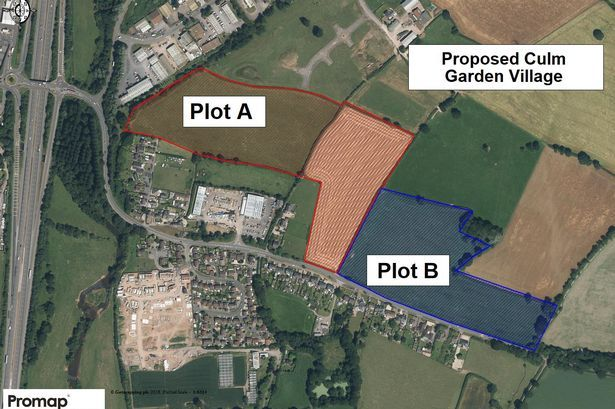 Proposed Culm
Garden Village
Plot A
Plot B
Promap